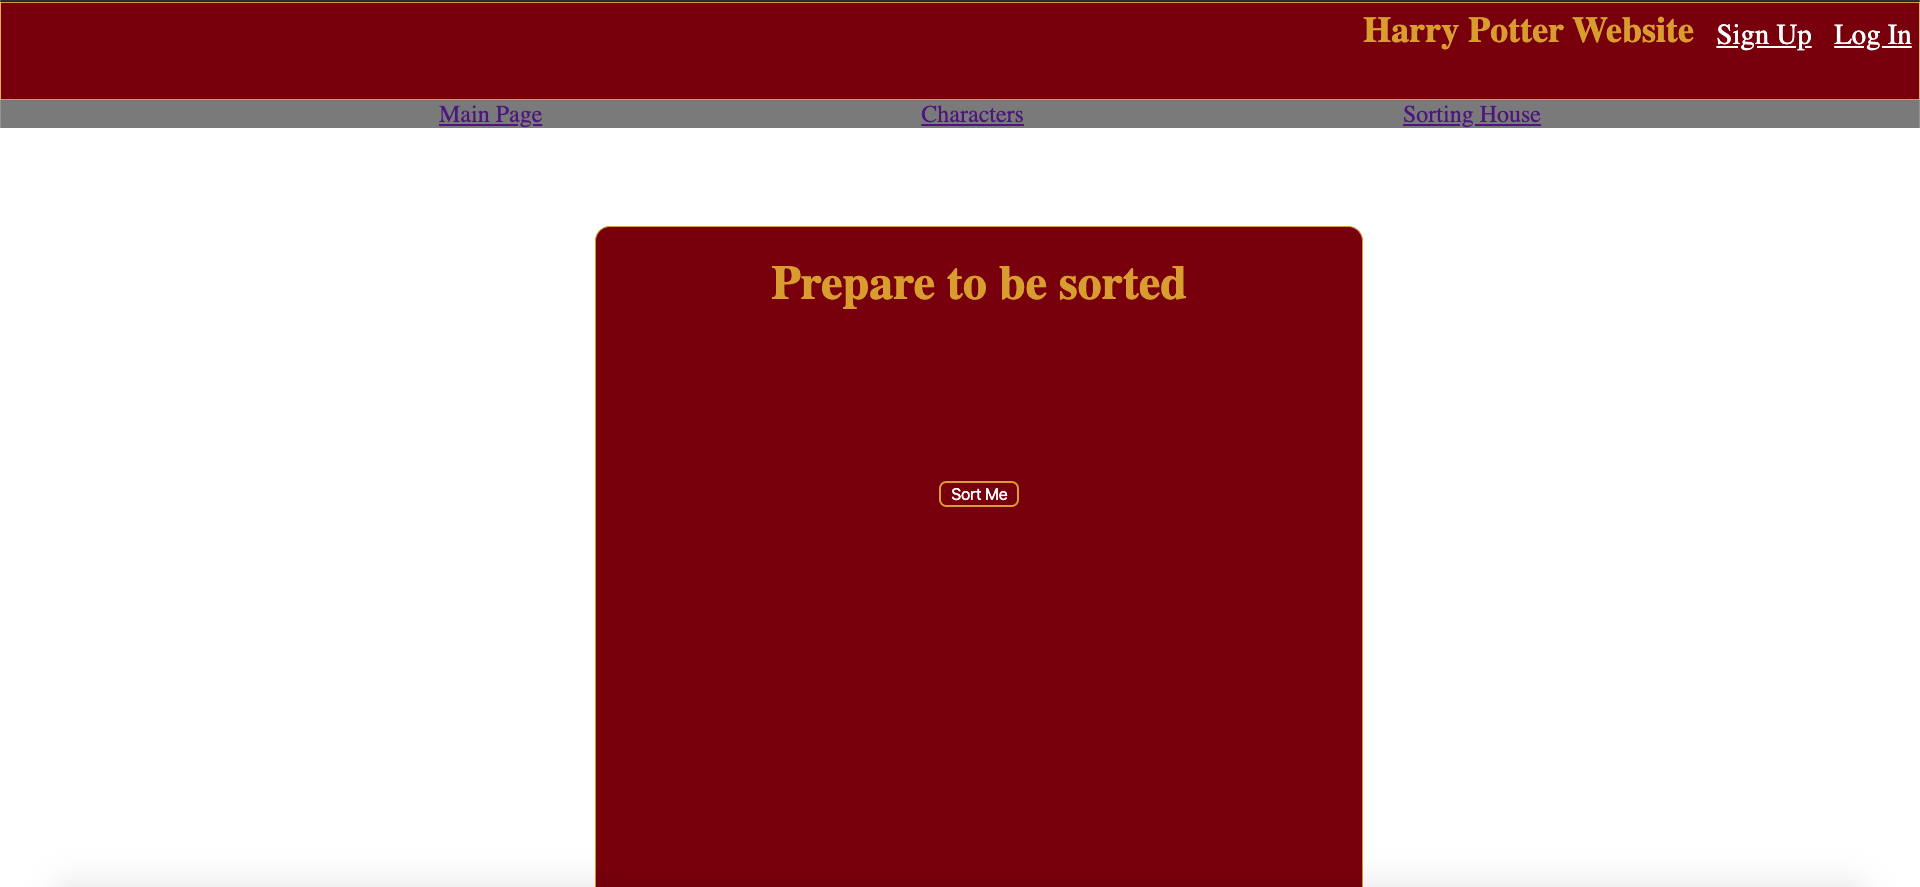 Harry Potter Website Sign Up Log In
Main Page Characters Sorting House
Prepare to be sorted
Sort Me